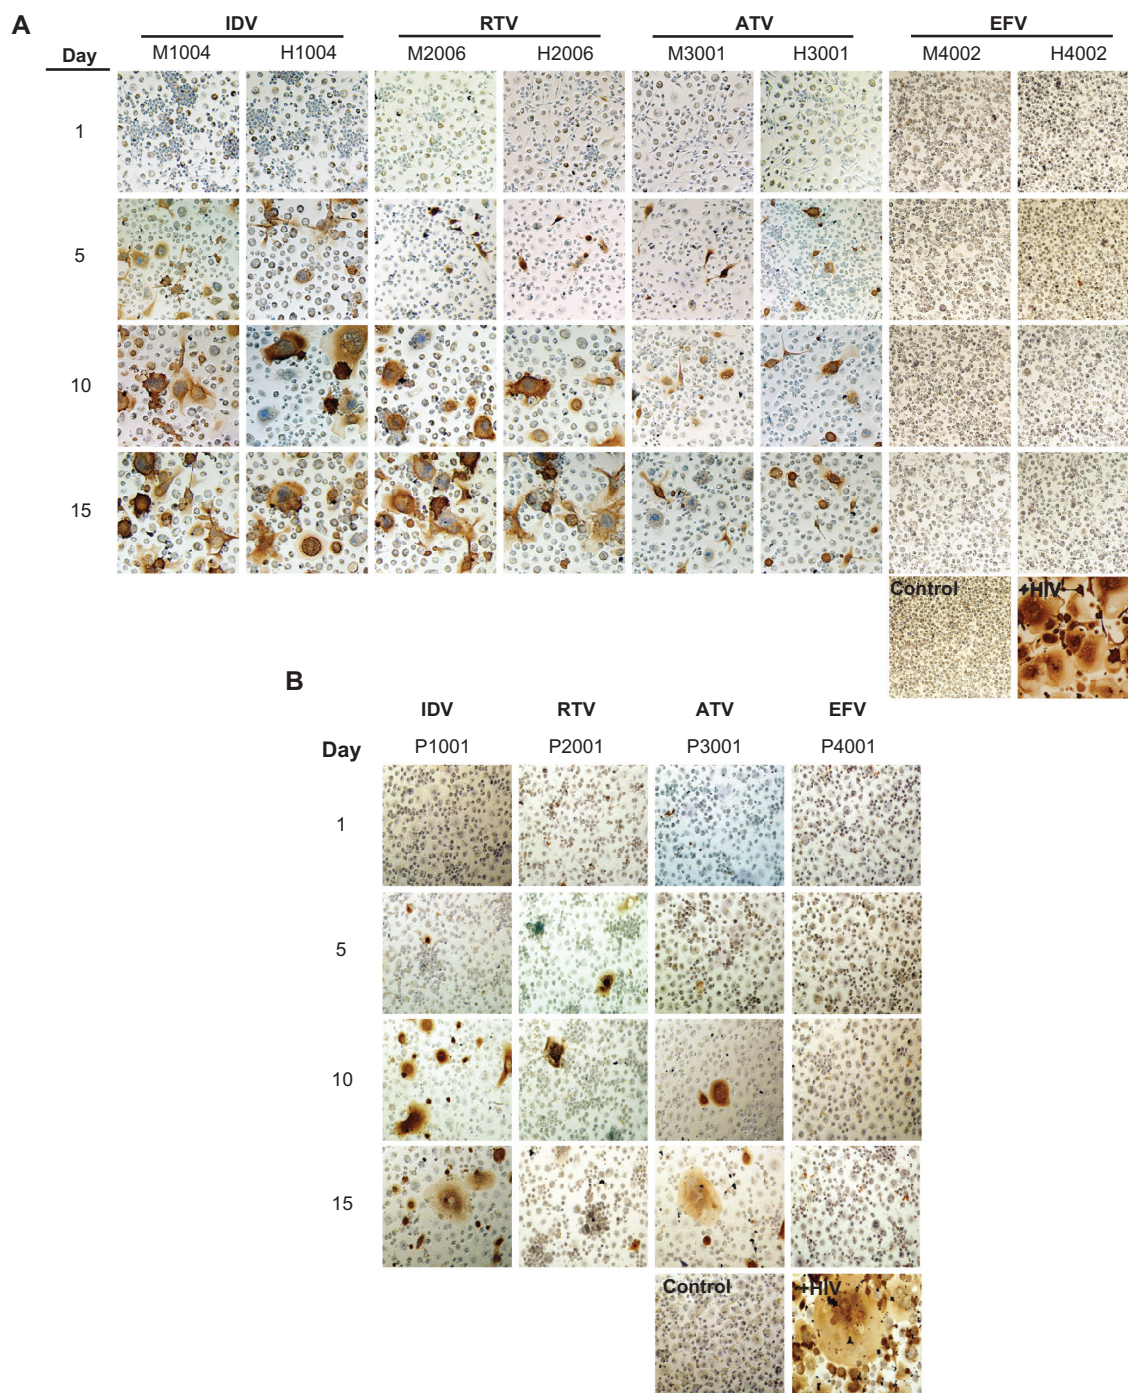 A
IDV RTV ATV EFV
Day M1004 H1004 M2006 H2006 M3001 H3001 M4002 H4002
1
5
10
15
Control +HIV
B
IDV RTV ATV EFV
Day P1001 P2001 P3001 P4001
1
5
10
15
Control +HIV